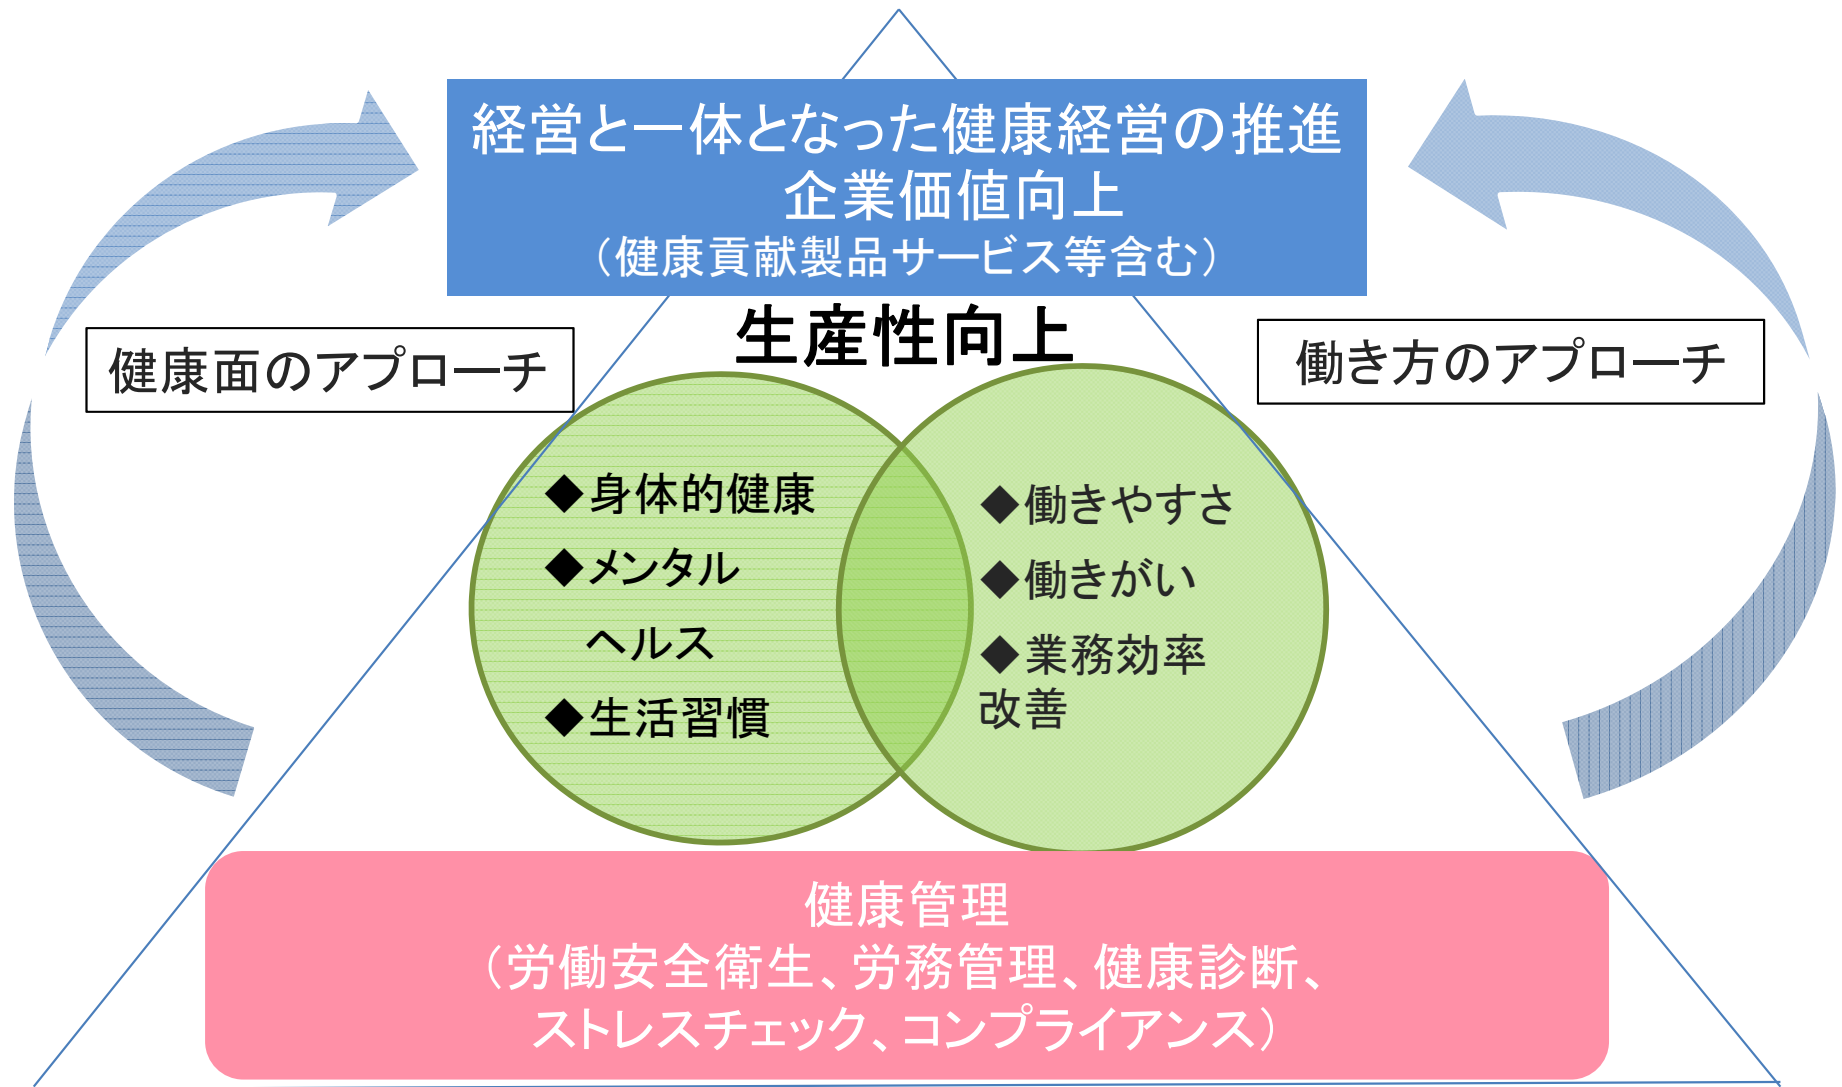 経営と一体となった健康経営の推進
企業価値向上
（健康貢献製品サービス等含む）
生産性向上
健康面のアプローチ
働き方のアプローチ
◆身体的健康
◆メンタル
ヘルス
◆生活習慣
◆働きやすさ
◆働きがい
◆業務効率
改善
健康管理
（労働安全衛生、労務管理、健康診断、
ストレスチェック、コンプライアンス）